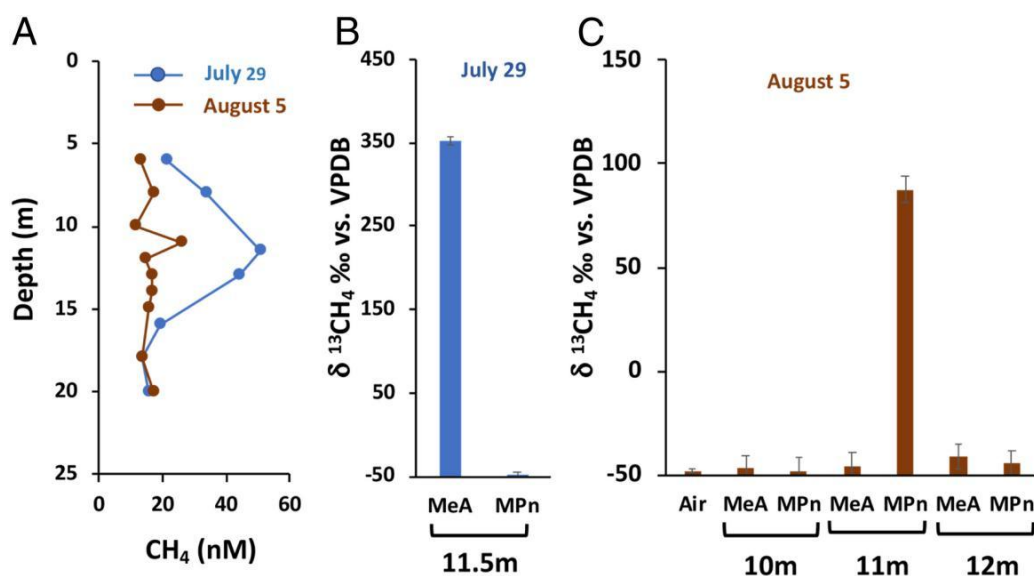 A
0
5
10
15
20
25
Depth (m)
July 29
August 5
0 20 40 60
CH₄ (nM)
B
450
350
250
150
50
-50
δ ¹³CH₄ ‰ vs. VPDB
July 29
MeA MPn
11.5m
C
150
100
50
0
-50
δ ¹³CH₄ ‰ vs. VPDB
August 5
Air MeA MPn MeA MPn MeA MPn
10m 11m 12m